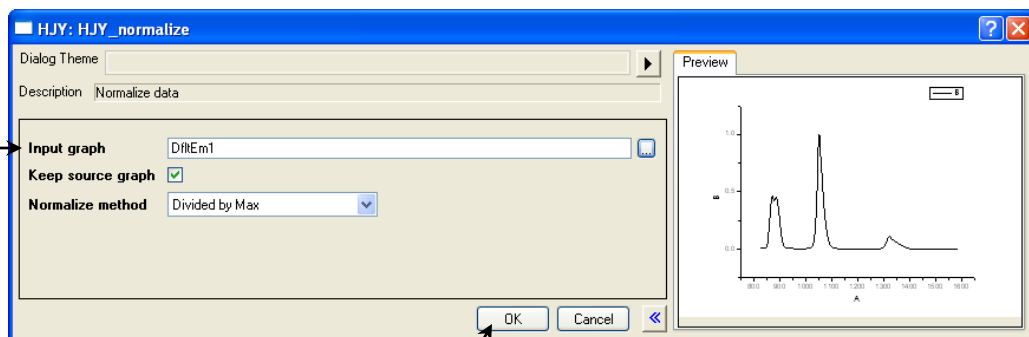 HJY: HJY_normalize
Dialog Theme
Description Normalize data
Input graph DfltEm1 ...
Keep source graph
Normalize method Divided by Max
OK Cancel
Preview
B
1.0
0.5
0.0
B
800 900 1000 1100 1200 1300 1400 1500 1600
A